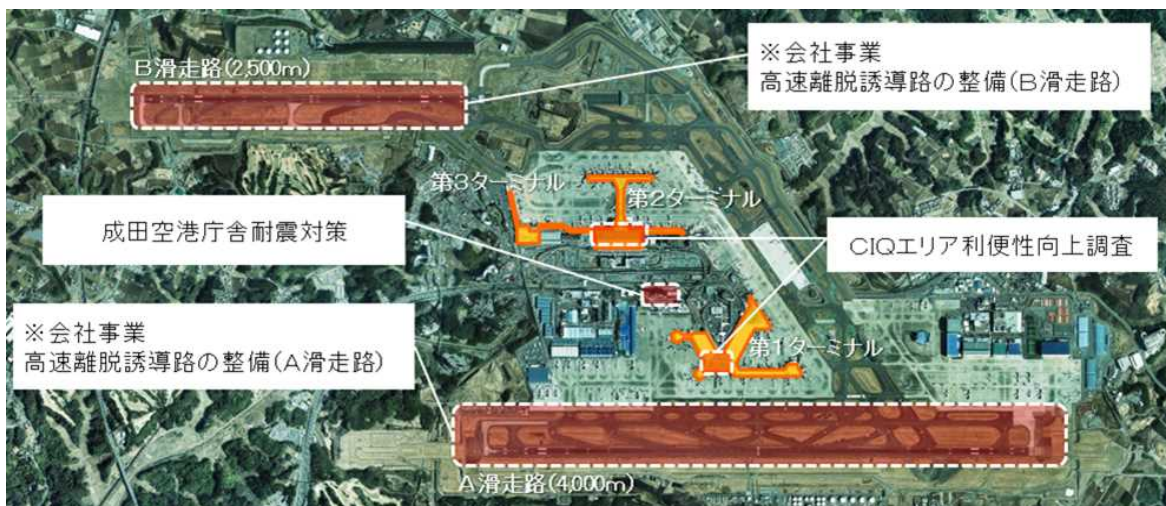 B滑走路(2,500m)
※会社事業
高速離脱誘導路の整備(B滑走路)
第3ターミナル
第2ターミナル
成田空港庁舎耐震対策
CIQエリア利便性向上調査
※会社事業
高速離脱誘導路の整備(A滑走路)
第1ターミナル
A滑走路(4,000m)